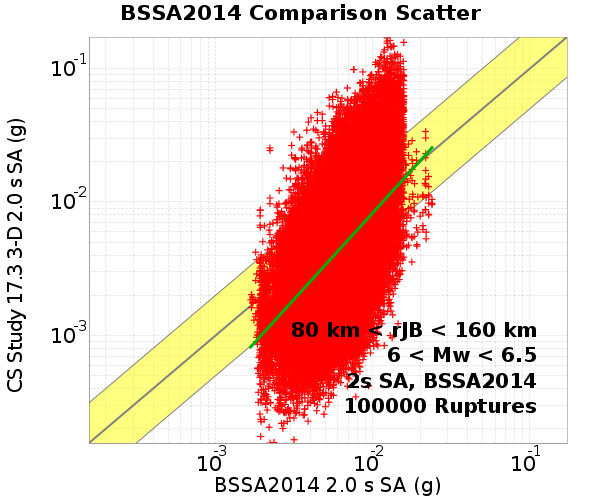 BSSA2014 Comparison Scatter
CS Study 17.3 3-D 2.0 s SA (g)
10-1
10-2
10-3
80 km < rJB < 160 km
6 < Mw < 6.5
2s SA, BSSA2014
100000 Ruptures
10-3 10-2 10-1
BSSA2014 2.0 s SA (g)